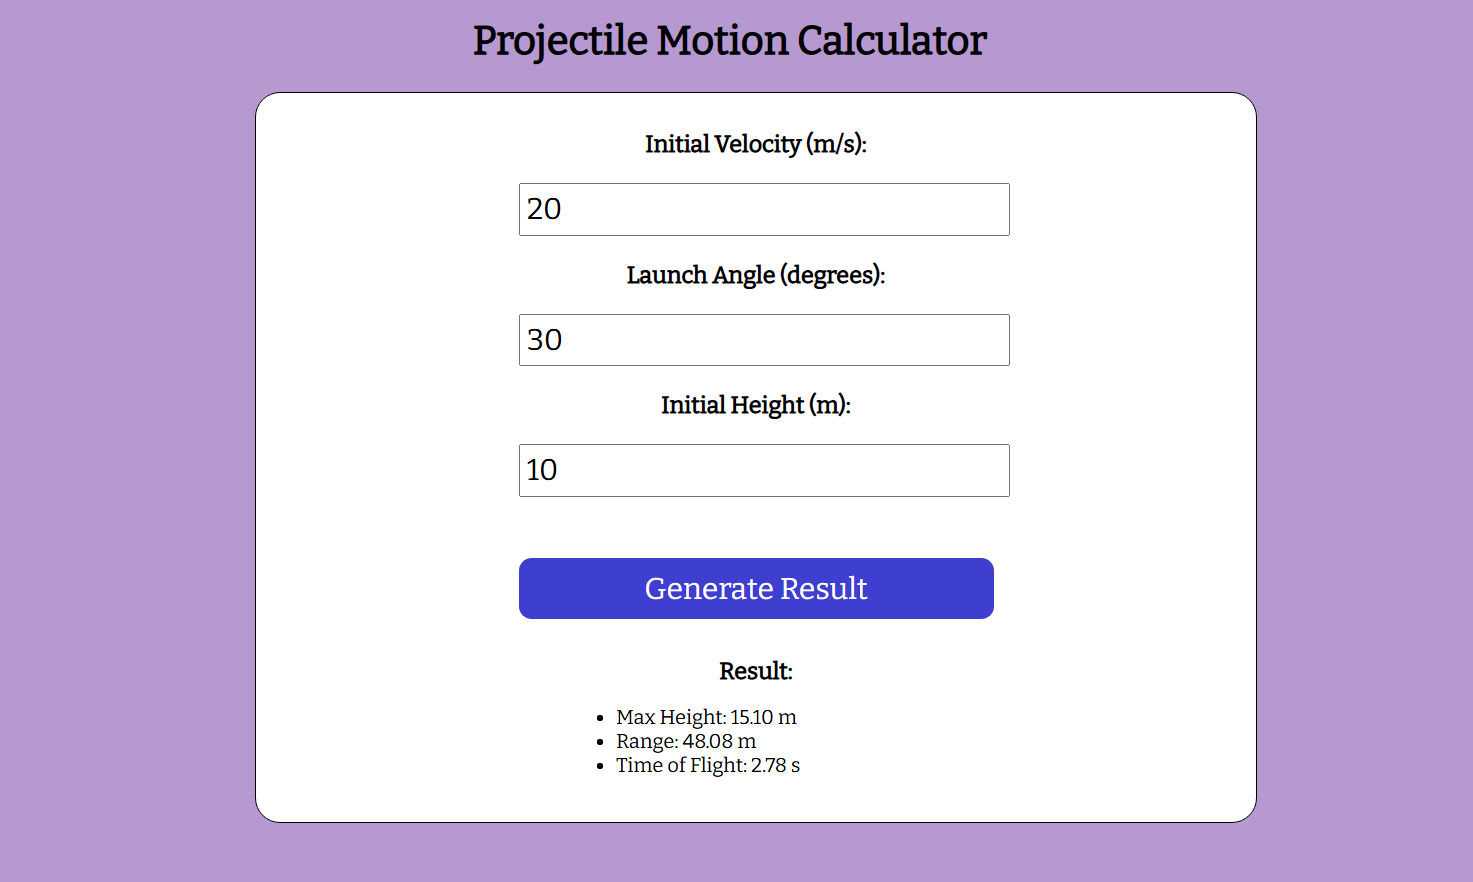 Projectile Motion Calculator
Initial Velocity (m/s):
20
Launch Angle (degrees):
30
Initial Height (m):
10
Generate Result
Result:
• Max Height: 15.10 m
• Range: 48.08 m
• Time of Flight: 2.78 s